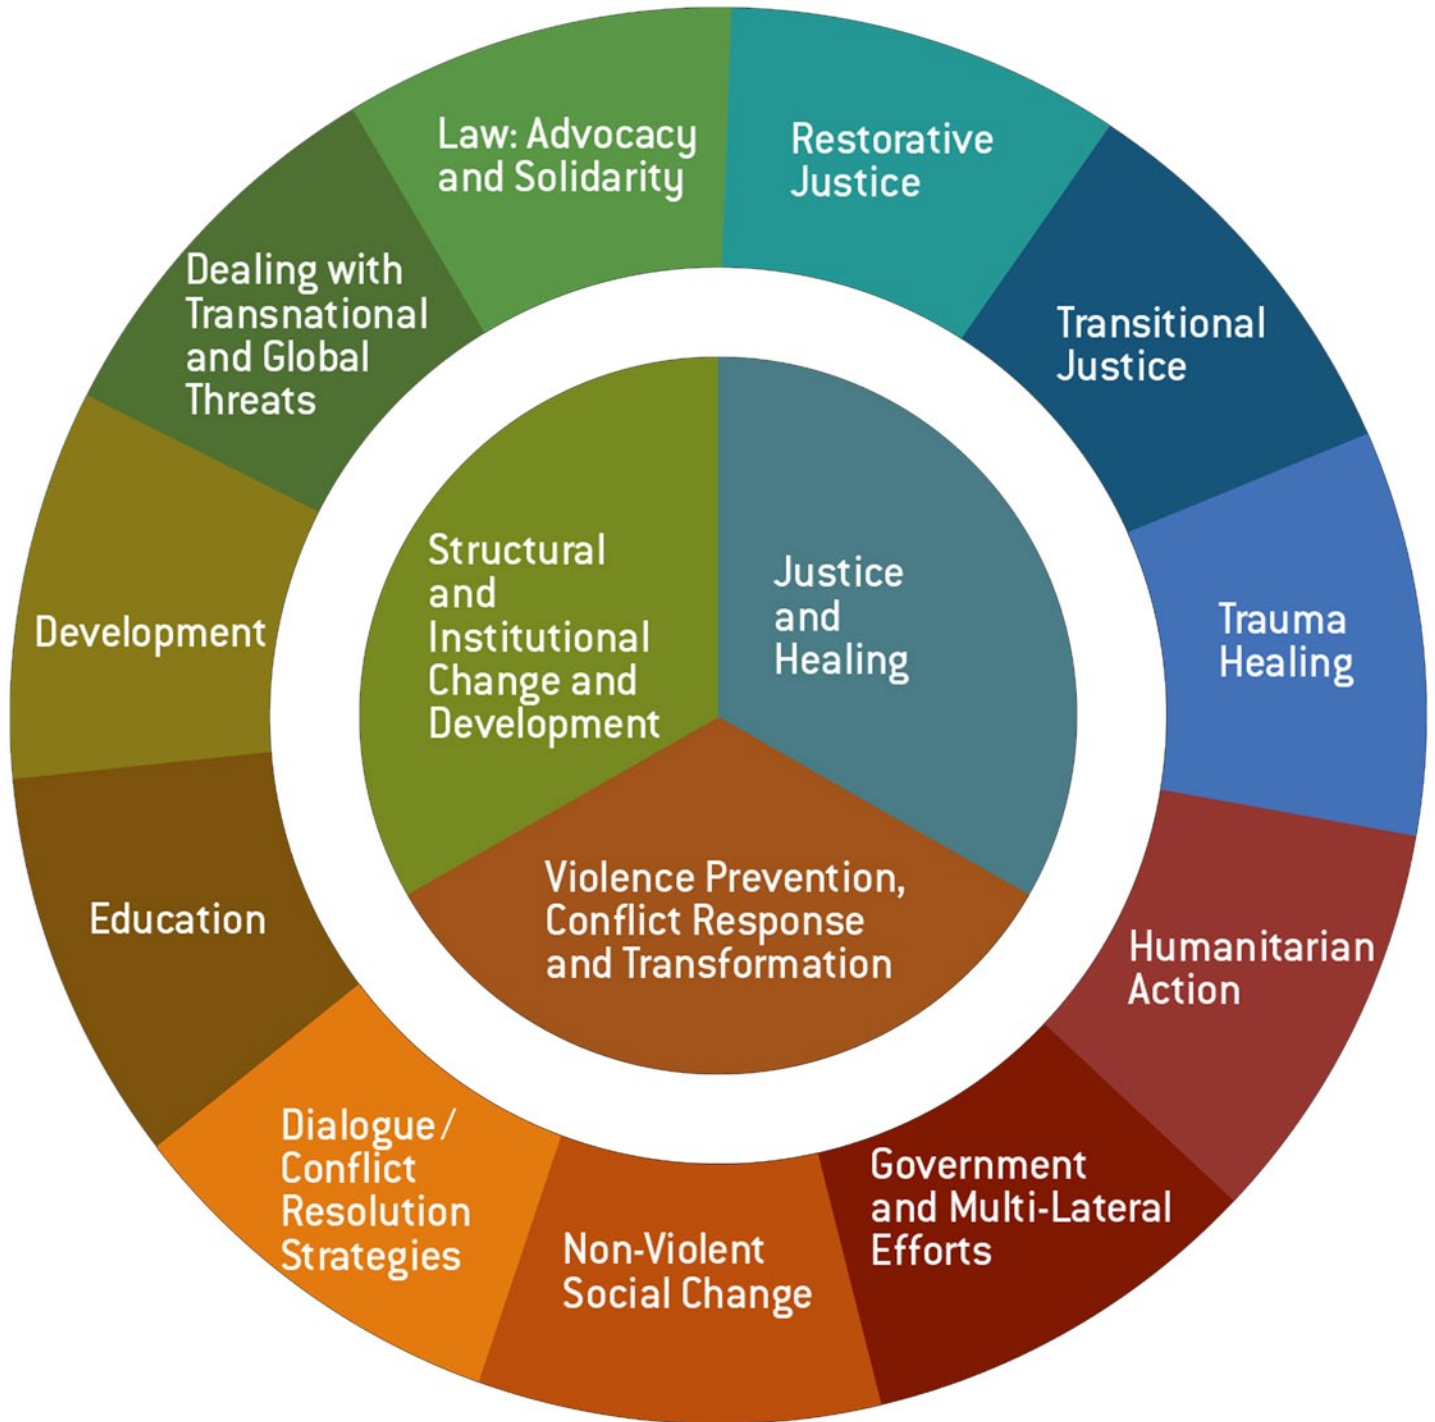 Law: Advocacy
and Solidarity
Restorative
Justice
Transitional
Justice
Trauma
Healing
Humanitarian
Action
Government
and Multi-Lateral
Efforts
Non-Violent
Social Change
Dialogue/
Conflict
Resolution
Strategies
Education
Development
Dealing with
Transnational
and Global
Threats
Structural
and
Institutional
Change and
Development
Justice
and
Healing
Violence Prevention,
Conflict Response
and Transformation